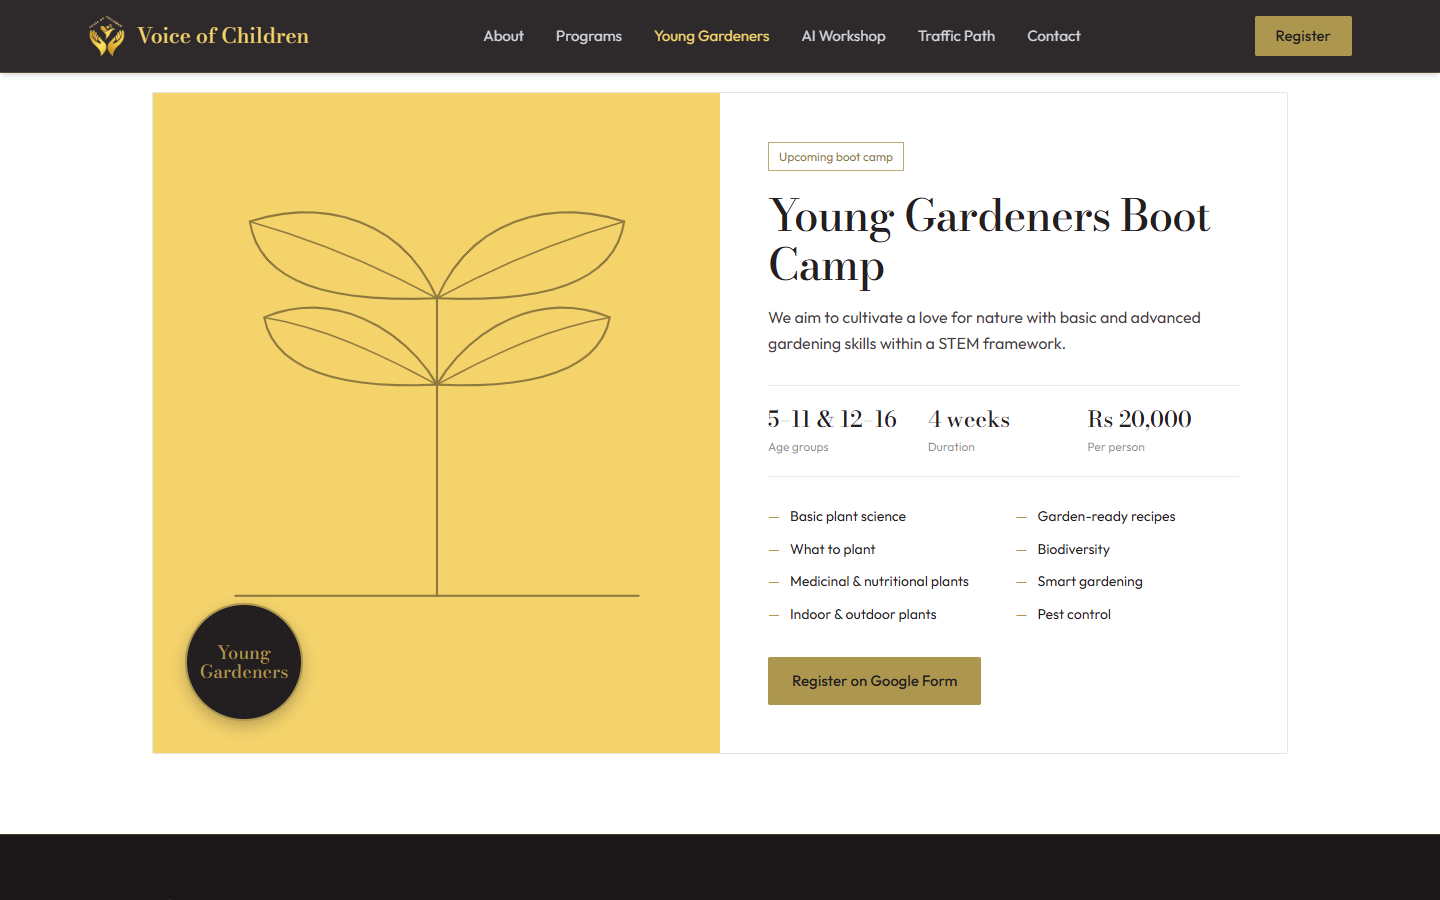 Voice of Children
About
Programs
Young Gardeners
AI Workshop
Traffic Path
Contact
Register
Upcoming boot camp
Young Gardeners Boot
Camp
We aim to cultivate a love for nature with basic and advanced
gardening skills within a STEM framework.
5–11 & 12–16
Age groups
4 weeks
Duration
Rs 20,000
Per person
— Basic plant science
— What to plant
— Medicinal & nutritional plants
— Indoor & outdoor plants
— Garden-ready recipes
— Biodiversity
— Smart gardening
— Pest control
Register on Google Form
Young
Gardeners